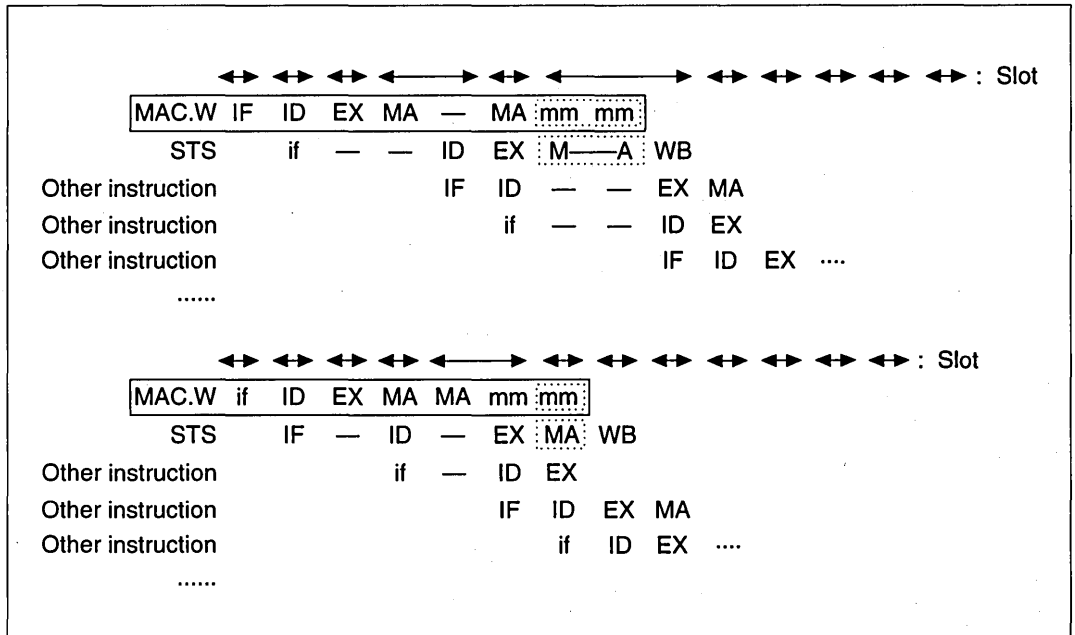 : Slot
MAC.W IF ID EX MA — MA mm mm
STS if — — ID EX M——A WB
Other instruction IF ID — — EX MA
Other instruction if — — ID EX
Other instruction IF ID EX ····
······
: Slot
MAC.W if ID EX MA MA mm mm
STS IF — ID — EX MA WB
Other instruction if — ID EX
Other instruction IF ID EX MA
Other instruction if ID EX ····
······